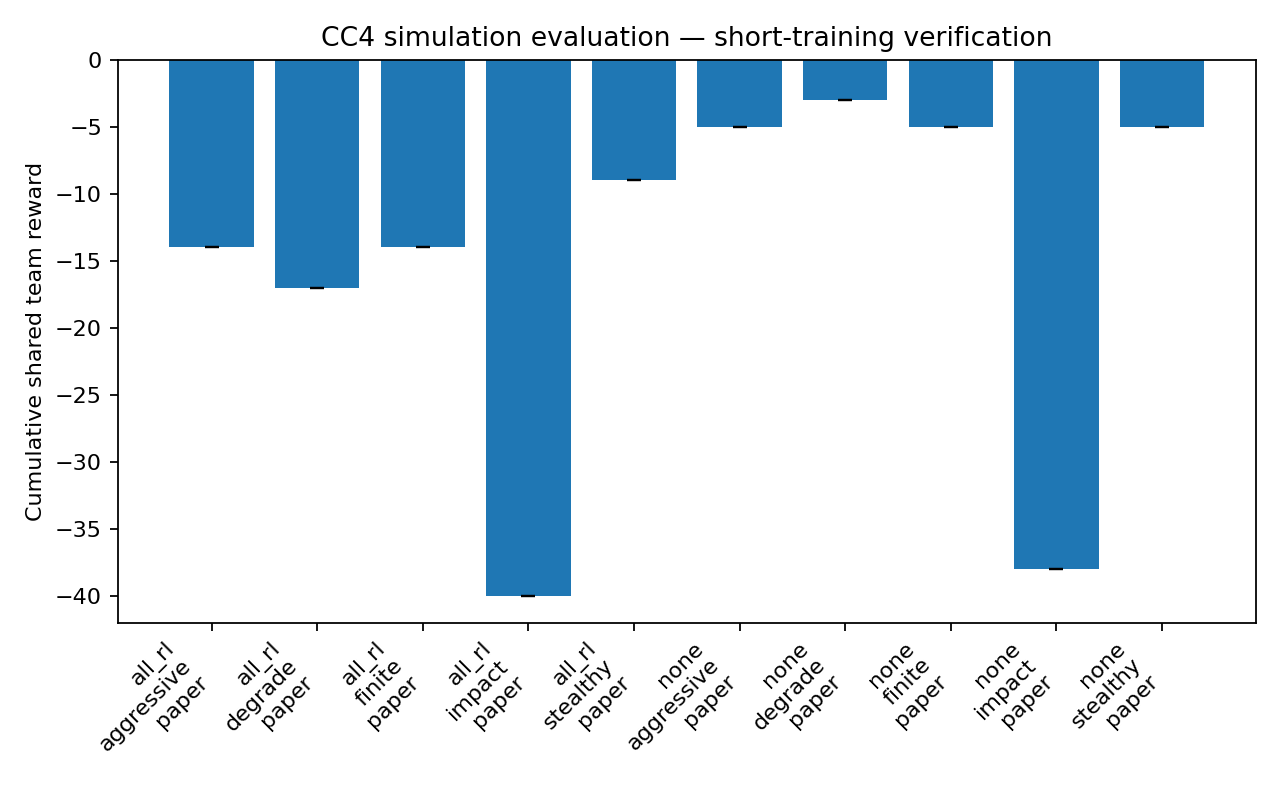 CC4 simulation evaluation — short-training verification
Cumulative shared team reward
0
−5
−10
−15
−20
−25
−30
−35
−40
all_rl
aggressive
paper
all_rl
degrade
paper
all_rl
finite
paper
all_rl
impact
paper
all_rl
stealthy
paper
none
aggressive
paper
none
degrade
paper
none
finite
paper
none
impact
paper
none
stealthy
paper